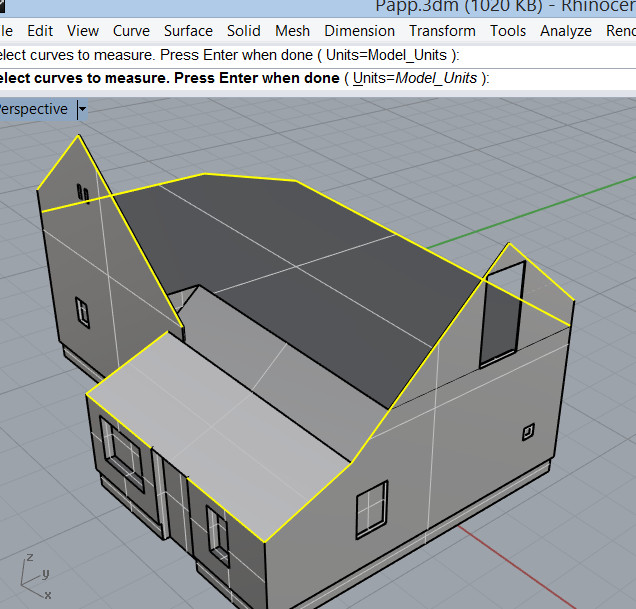 Papp.3dm (1020 KB) - Rhinocer
le Edit View Curve Surface Solid Mesh Dimension Transform Tools Analyze Rend
elect curves to measure. Press Enter when done ( Units=Model_Units ):
elect curves to measure. Press Enter when done ( Units=Model_Units ):
erspective
z
y
x